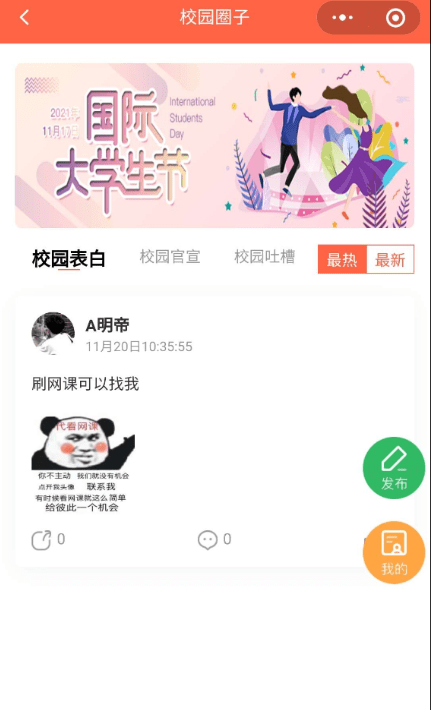 校园圈子
2021年
11月17日
国际
大学生节
International
Students
Day
校园表白
校园官宣
校园吐槽
最热
最新
A明帝
11月20日10:35:55
刷网课可以找我
代看网课
你不主动 我们就没有机会
点开我头像 联系我
有时候看网课就这么简单
给彼此一个机会
0
0
发布
我的